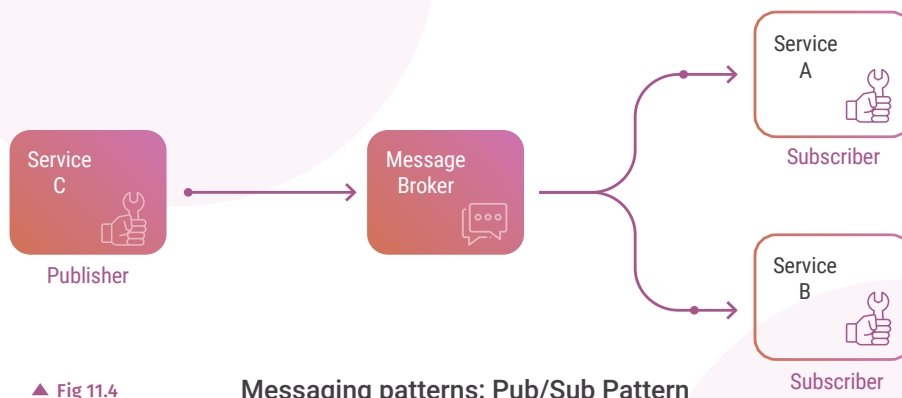 Service
A
Subscriber
Service
C
Publisher
Message
Broker
Service
B
Subscriber
▲ Fig 11.4
Messaging patterns: Pub/Sub Pattern